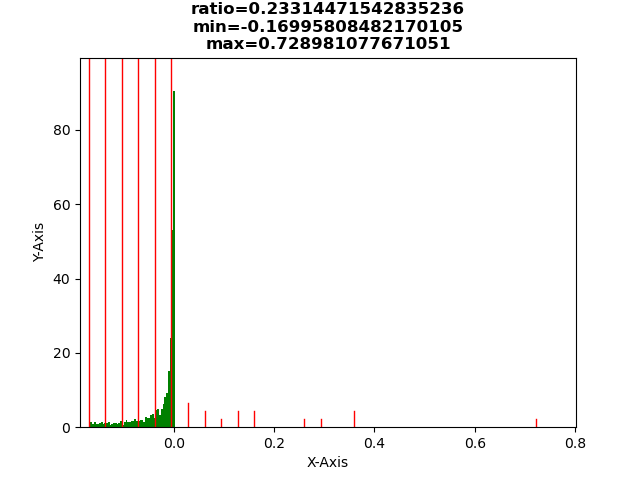 ratio=0.23314471542835236
min=-0.16995808482170105
max=0.728981077671051
80
60
40
20
0
Y-Axis
0.0 0.2 0.4 0.6 0.8
X-Axis